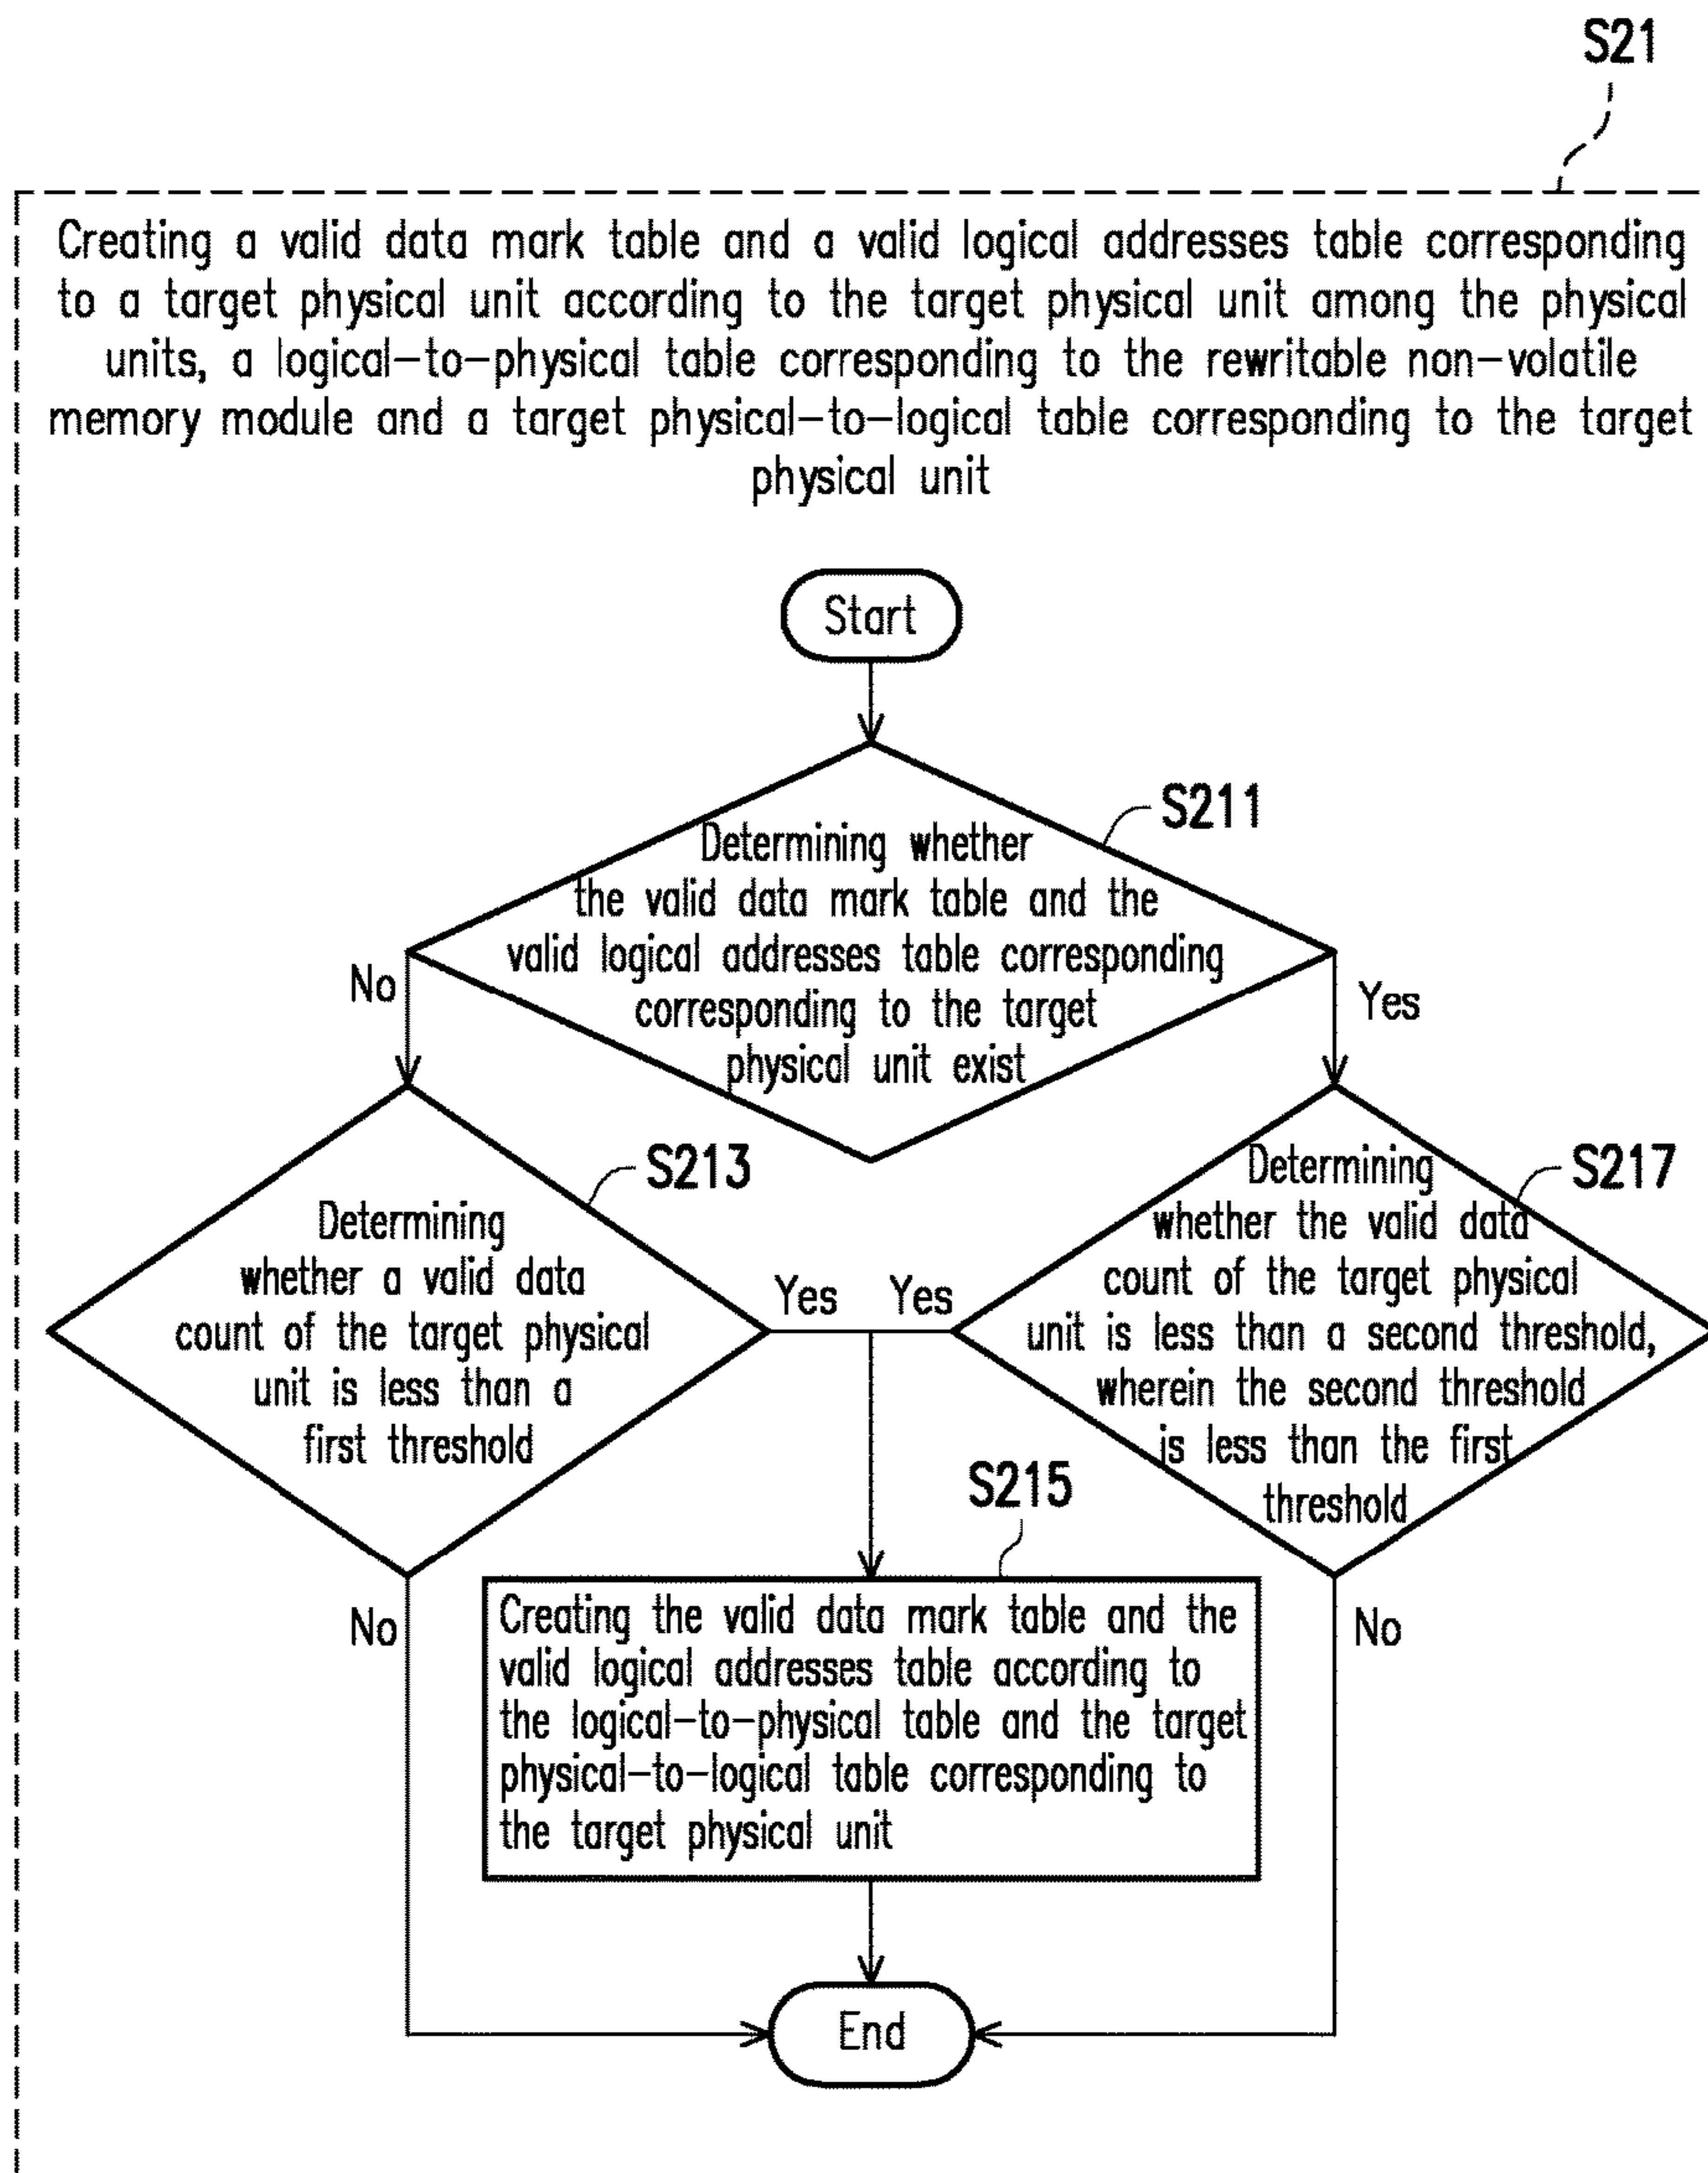 S21
Creating a valid data mark table and a valid logical addresses table corresponding
to a target physical unit according to the target physical unit among the physical
units, a logical-to-physical table corresponding to the rewritable non-volatile
memory module and a target physical-to-logical table corresponding to the target
physical unit
Start
S211
Determining whether
the valid data mark table and the
valid logical addresses table corresponding
corresponding to the target
physical unit exist
No
Yes
S213
Determining
whether a valid data
count of the target physical
unit is less than a
first threshold
Yes
Yes
S217
Determining
whether the valid data
count of the target physical
unit is less than a second threshold,
wherein the second threshold
is less than the first
threshold
No
S215
Creating the valid data mark table and the
valid logical addresses table according to
the logical-to-physical table and the target
physical-to-logical table corresponding to
the target physical unit
No
End